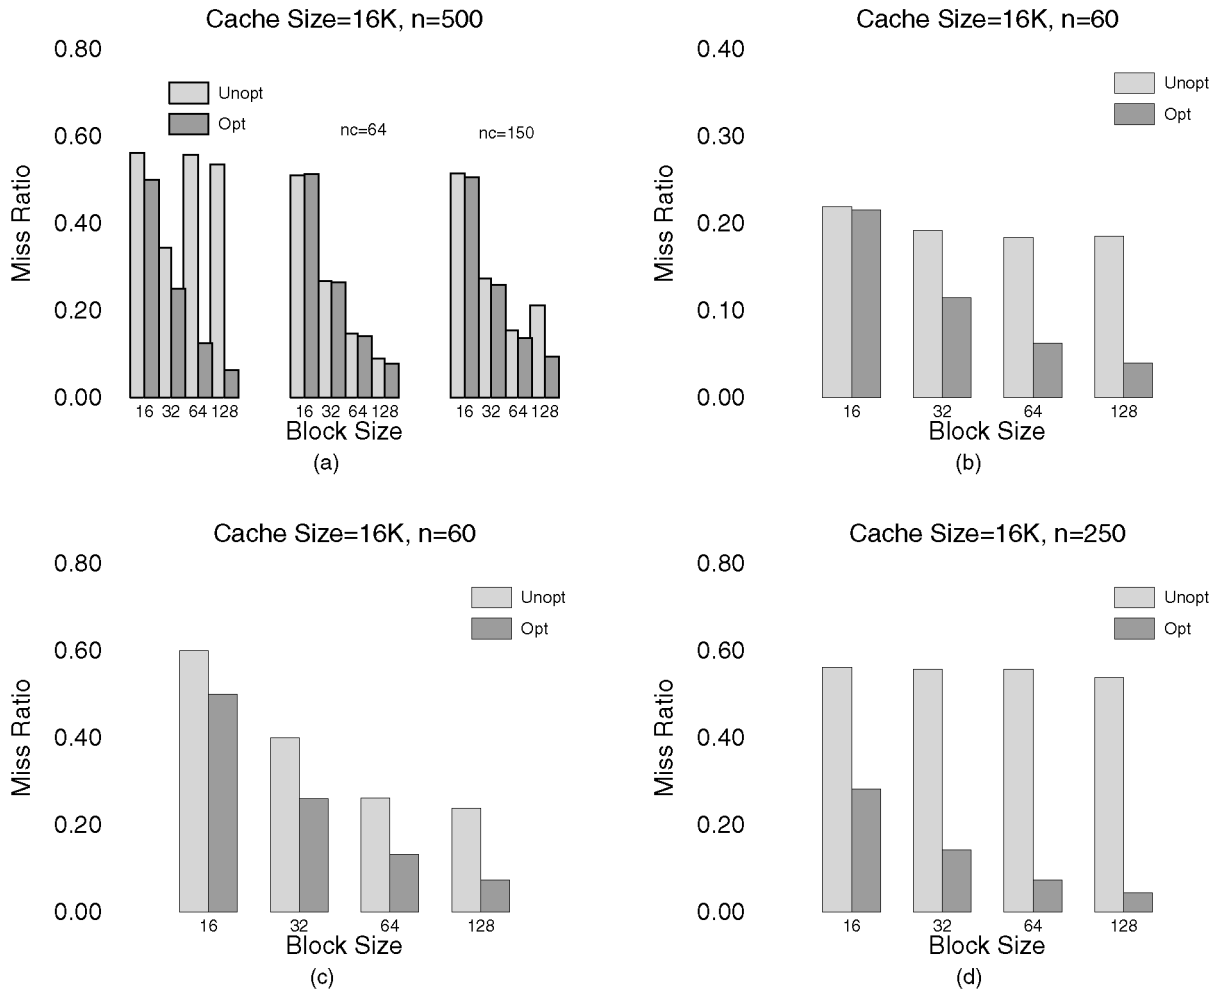 Cache Size=16K, n=500
0.80
0.60
0.40
0.20
0.00
Miss Ratio
Unopt
Opt
nc=64
nc=150
16 32 64 128
16 32 64 128
16 32 64 128
Block Size
(a)
Cache Size=16K, n=60
0.40
0.30
0.20
0.10
0.00
Miss Ratio
Unopt
Opt
16 32 64 128
Block Size
(b)
Cache Size=16K, n=60
0.80
0.60
0.40
0.20
0.00
Miss Ratio
Unopt
Opt
16 32 64 128
Block Size
(c)
Cache Size=16K, n=250
0.80
0.60
0.40
0.20
0.00
Miss Ratio
Unopt
Opt
16 32 64 128
Block Size
(d)